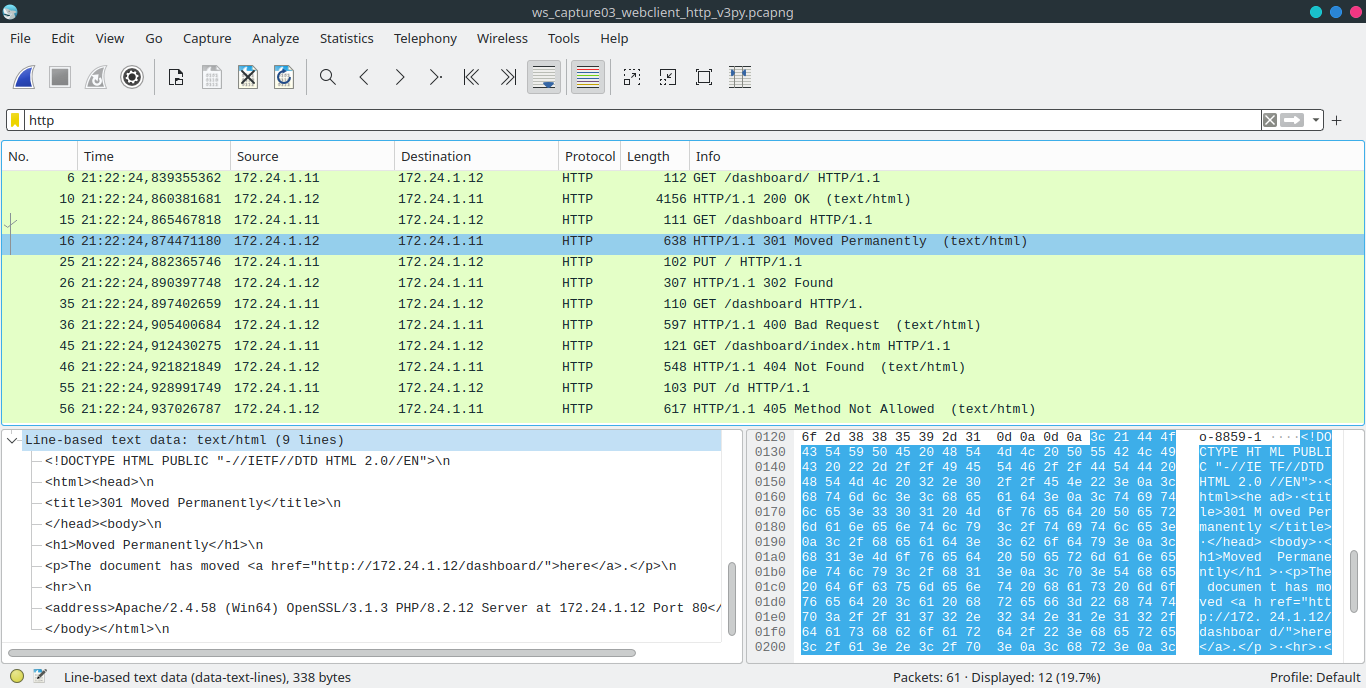 ws_capture03_webclient_http_v3py.pcapng
File Edit View Go Capture Analyze Statistics Telephony Wireless Tools Help
http
No. Time Source Destination Protocol Length Info
6 21:22:24,839355362 172.24.1.11 172.24.1.12 HTTP 112 GET /dashboard/ HTTP/1.1
10 21:22:24,860381681 172.24.1.12 172.24.1.11 HTTP 4156 HTTP/1.1 200 OK (text/html)
15 21:22:24,865467818 172.24.1.11 172.24.1.12 HTTP 111 GET /dashboard HTTP/1.1
16 21:22:24,874471180 172.24.1.12 172.24.1.11 HTTP 638 HTTP/1.1 301 Moved Permanently (text/html)
25 21:22:24,882365746 172.24.1.11 172.24.1.12 HTTP 102 PUT / HTTP/1.1
26 21:22:24,890397748 172.24.1.12 172.24.1.11 HTTP 307 HTTP/1.1 302 Found
35 21:22:24,897402659 172.24.1.11 172.24.1.12 HTTP 110 GET /dashboard HTTP/1.
36 21:22:24,905400684 172.24.1.12 172.24.1.11 HTTP 597 HTTP/1.1 400 Bad Request (text/html)
45 21:22:24,912430275 172.24.1.11 172.24.1.12 HTTP 121 GET /dashboard/index.htm HTTP/1.1
46 21:22:24,921821849 172.24.1.12 172.24.1.11 HTTP 548 HTTP/1.1 404 Not Found (text/html)
55 21:22:24,928991749 172.24.1.11 172.24.1.12 HTTP 103 PUT /d HTTP/1.1
56 21:22:24,937026787 172.24.1.12 172.24.1.11 HTTP 617 HTTP/1.1 405 Method Not Allowed (text/html)
Line-based text data: text/html (9 lines)
<!DOCTYPE HTML PUBLIC "-//IETF//DTD HTML 2.0//EN">\n
<html><head>\n
<title>301 Moved Permanently</title>\n
</head><body>\n
<h1>Moved Permanently</h1>\n
<p>The document has moved <a href="http://172.24.1.12/dashboard/">here</a>.</p>\n
<hr>\n
<address>Apache/2.4.58 (Win64) OpenSSL/3.1.3 PHP/8.2.12 Server at 172.24.1.12 Port 80</
</body></html>\n
0120 6f 2d 38 38 35 39 2d 31 0d 0a 0d 0a 3c 21 44 4f o-8859-1 ····<!DO
0130 43 54 59 50 45 20 48 54 4d 4c 20 50 55 42 4c 49 CTYPE HT ML PUBLI
0140 43 20 22 2d 2f 2f 49 45 54 46 2f 2f 44 54 44 20 C "-//IE TF//DTD
0150 48 54 4d 4c 20 32 2e 30 2f 2f 45 4e 22 3e 0a 3c HTML 2.0 //EN">·<
0160 68 74 6d 6c 3e 3c 68 65 61 64 3e 0a 3c 74 69 74 html><he ad>·<tit
0170 6c 65 3e 33 30 31 20 4d 6f 76 65 64 20 50 65 72 le>301 M oved Per
0180 6d 61 6e 65 6e 74 6c 79 3c 2f 74 69 74 6c 65 3e manently </title>
0190 0a 3c 2f 68 65 61 64 3e 3c 62 6f 64 79 3e 0a 3c ·</head> <body>·<
01a0 68 31 3e 4d 6f 76 65 64 20 50 65 72 6d 61 6e 65 h1>Moved Permane
01b0 6e 74 6c 79 3c 2f 68 31 3e 0a 3c 70 3e 54 68 65 ntly</h1 >·<p>The
01c0 20 64 6f 63 75 6d 65 6e 74 20 68 61 73 20 6d 6f documen t has mo
01d0 76 65 64 20 3c 61 20 68 72 65 66 3d 22 68 74 74 ved <a h ref="htt
01e0 70 3a 2f 2f 31 37 32 2e 32 34 2e 31 2e 31 32 2f p://172. 24.1.12/
01f0 64 61 73 68 62 6f 61 72 64 2f 22 3e 68 65 72 65 dashboar d/">here
0200 3c 2f 61 3e 2e 3c 2f 70 3e 0a 3c 68 72 3e 0a 3c </a>.</p >·<hr>·<
Line-based text data (data-text-lines), 338 bytes Packets: 61 · Displayed: 12 (19.7%) Profile: Default